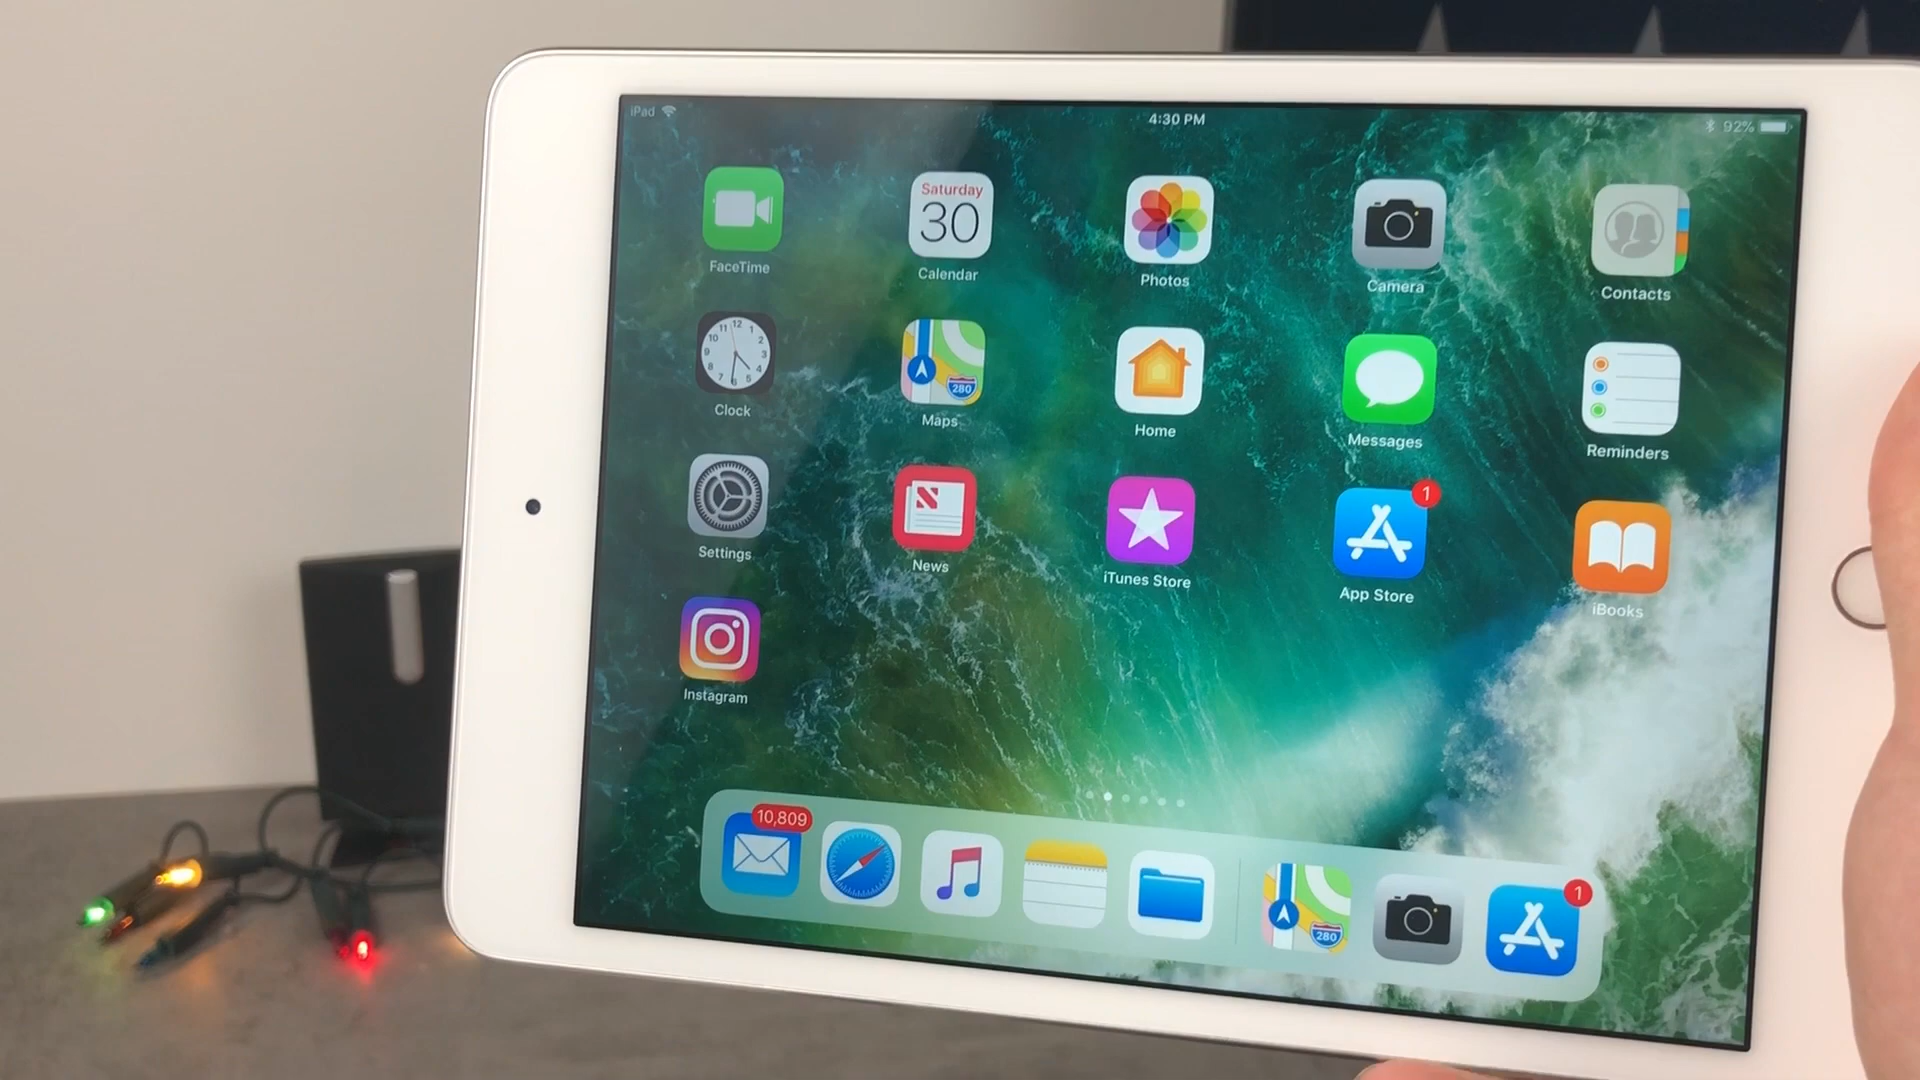 iPad
4:30 PM
92%
FaceTime
Saturday
30
Calendar
Photos
Camera
Contacts
Clock
280
Maps
Home
Messages
Reminders
Settings
News
iTunes Store
1
App Store
iBooks
Instagram
10,809
280
1